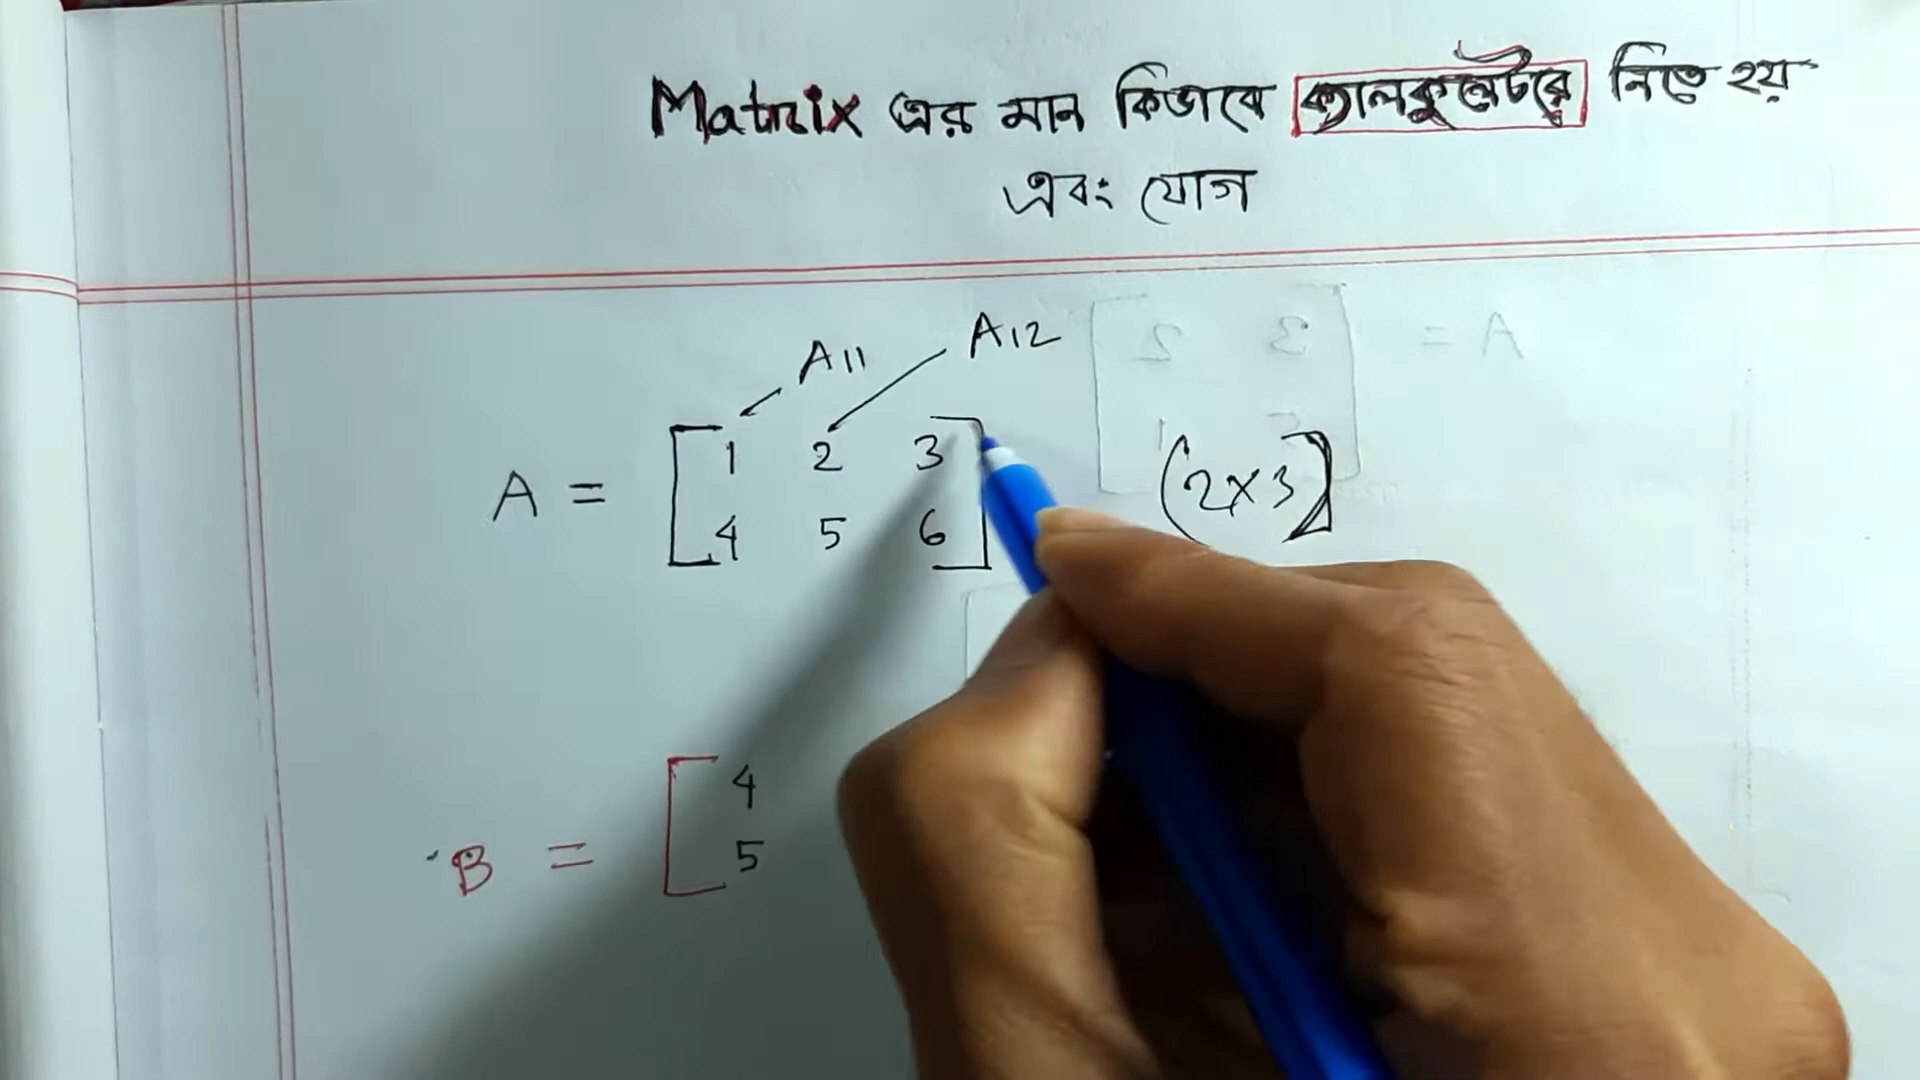 Matrix এর মান কিভাবে ক্যালকুলেটরে নিতে হয়
এবং যোগ
A11 A12
A = [ 1 2 3 ] (2×3)
4 5 6
B = [ 4
5